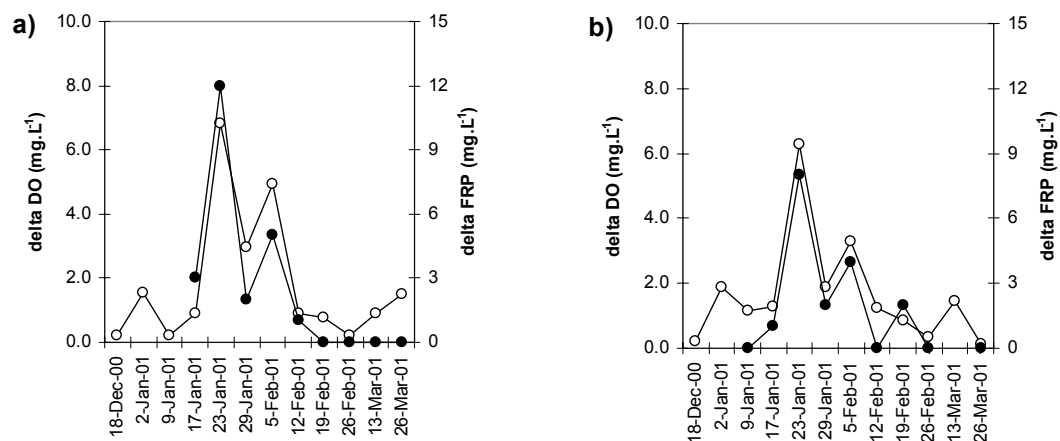 a)
10.0
8.0
6.0
4.0
2.0
0.0
delta DO (mg.L-1)
15
12
9
6
3
0
delta FRP (mg.L-1)
18-Dec-00
2-Jan-01
9-Jan-01
17-Jan-01
23-Jan-01
29-Jan-01
5-Feb-01
12-Feb-01
19-Feb-01
26-Feb-01
13-Mar-01
26-Mar-01
b)
10.0
8.0
6.0
4.0
2.0
0.0
delta DO (mg.L-1)
15
12
9
6
3
0
delta FRP (mg.L-1)
18-Dec-00
2-Jan-01
9-Jan-01
17-Jan-01
23-Jan-01
29-Jan-01
5-Feb-01
12-Feb-01
19-Feb-01
26-Feb-01
13-Mar-01
26-Mar-01